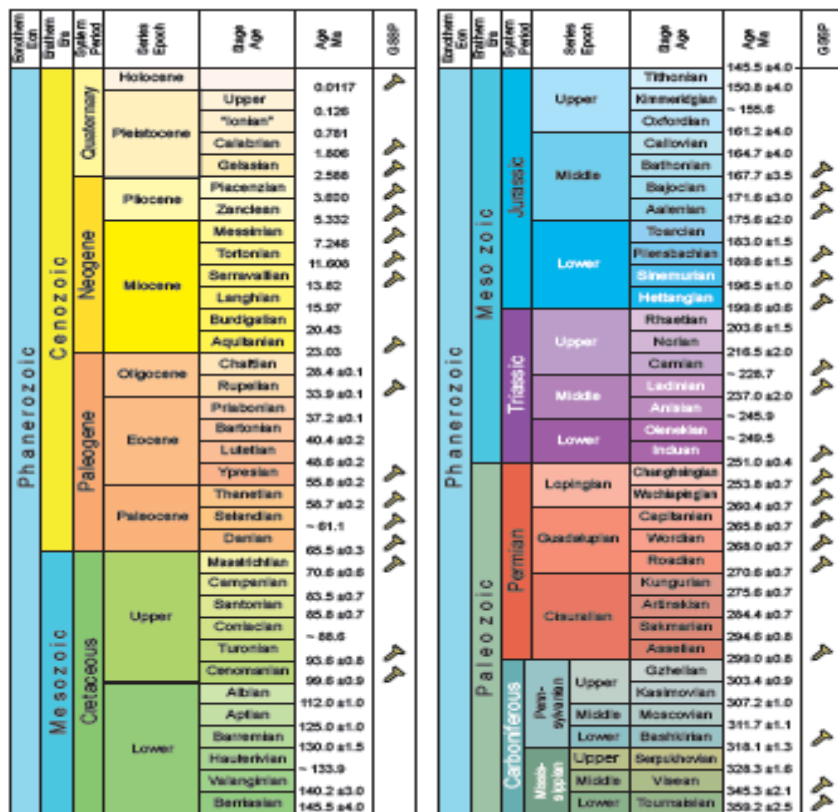 Eonothem Eon
Erathem Era
System Period
Series Epoch
Stage Age
Age Ma
GSSP
Phanerozoic
Cenozoic
Quaternary
Holocene
0.0117
Pleistocene
Upper
0.126
"Ionian"
0.781
Calabrian
1.806
Gelasian
2.588
Neogene
Pliocene
Piacenzian
3.600
Zanclean
5.332
Miocene
Messinian
7.246
Tortonian
11.608
Serravallian
13.82
Langhian
15.97
Burdigalian
20.43
Aquitanian
23.03
Paleogene
Oligocene
Chattian
28.4 ±0.1
Rupelian
33.9 ±0.1
Eocene
Priabonian
37.2 ±0.1
Bartonian
40.4 ±0.2
Lutetian
48.6 ±0.2
Ypresian
55.8 ±0.2
Paleocene
Thanetian
58.7 ±0.2
Selandian
~ 61.1
Danian
65.5 ±0.3
Mesozoic
Cretaceous
Upper
Maastrichtian
70.6 ±0.6
Campanian
83.5 ±0.7
Santonian
85.8 ±0.7
Coniacian
~ 88.6
Turonian
93.6 ±0.8
Cenomanian
99.6 ±0.9
Lower
Albian
112.0 ±1.0
Aptian
125.0 ±1.0
Barremian
130.0 ±1.5
Hauterivian
~ 133.9
Valanginian
140.2 ±3.0
Berriasian
145.5 ±4.0
Eonothem Eon
Erathem Era
System Period
Series Epoch
Stage Age
Age Ma
GSSP
145.5 ±4.0
Phanerozoic
Mesozoic
Jurassic
Upper
Tithonian
150.8 ±4.0
Kimmeridgian
~ 155.6
Oxfordian
161.2 ±4.0
Middle
Callovian
164.7 ±4.0
Bathonian
167.7 ±3.5
Bajocian
171.6 ±3.0
Aalenian
175.6 ±2.0
Lower
Toarcian
183.0 ±1.5
Pliensbachian
189.6 ±1.5
Sinemurian
196.5 ±1.0
Hettangian
199.6 ±0.6
Triassic
Upper
Rhaetian
203.6 ±1.5
Norian
216.5 ±2.0
Carnian
~ 228.7
Middle
Ladinian
237.0 ±2.0
Anisian
~ 245.9
Lower
Olenekian
~ 249.5
Induan
251.0 ±0.4
Paleozoic
Permian
Lopingian
Changhsingian
253.8 ±0.7
Wuchiapingian
260.4 ±0.7
Guadalupian
Capitanian
265.8 ±0.7
Wordian
268.0 ±0.7
Roadian
270.6 ±0.7
Cisuralian
Kungurian
275.6 ±0.7
Artinskian
284.4 ±0.7
Sakmarian
294.6 ±0.8
Asselian
299.0 ±0.8
Carboniferous
Penn-
sylvanian
Upper
Gzhelian
303.4 ±0.9
Kasimovian
307.2 ±1.0
Middle
Moscovian
311.7 ±1.1
Lower
Bashkirian
318.1 ±1.3
Missis-
sippian
Upper
Serpukhovian
328.3 ±1.6
Middle
Visean
345.3 ±2.1
Lower
Tournaisian
359.2 ±2.5